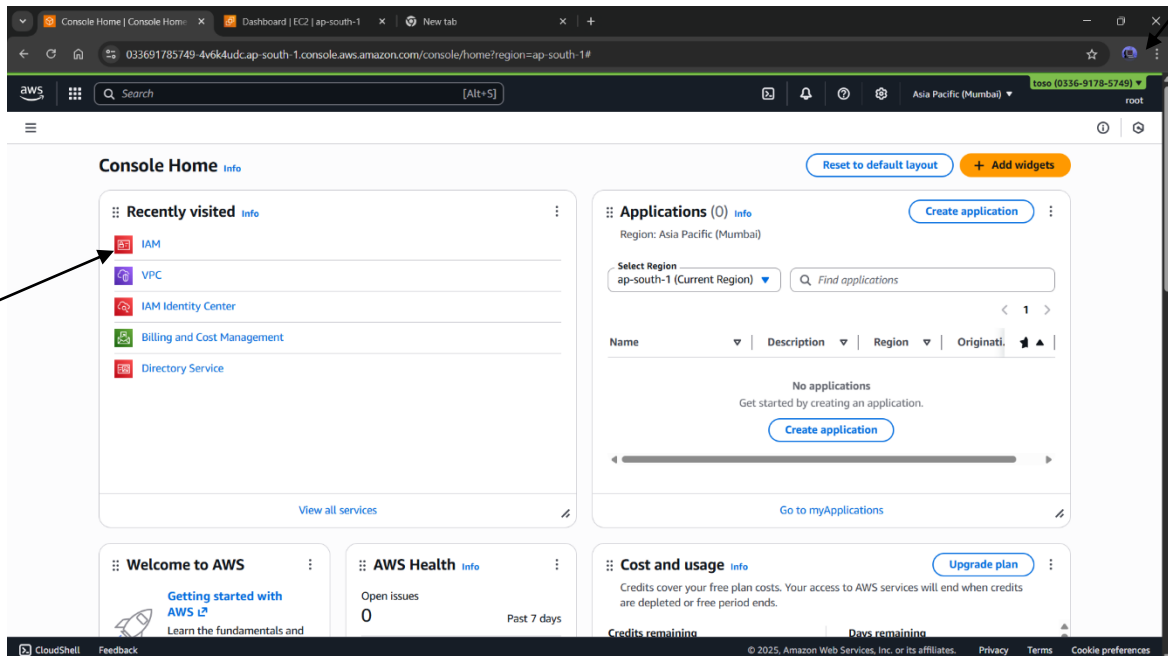 Console Home | Console Home
Dashboard | EC2 | ap-south-1
New tab
033691785749-4v6k4udc.ap-south-1.console.aws.amazon.com/console/home?region=ap-south-1#
aws
Search [Alt+S]
Asia Pacific (Mumbai)
toso (0336-9178-5749)
root
Console Home Info
Reset to default layout
+ Add widgets
Recently visited Info
IAM
VPC
IAM Identity Center
Billing and Cost Management
Directory Service
View all services
Applications (0) Info
Create application
Region: Asia Pacific (Mumbai)
Select Region
ap-south-1 (Current Region)
Find applications
1
Name Description Region Originati.
No applications
Get started by creating an application.
Create application
Go to myApplications
Welcome to AWS
Getting started with
AWS
Learn the fundamentals and
AWS Health Info
Open issues
0 Past 7 days
Cost and usage Info
Upgrade plan
Credits cover your free plan costs. Your access to AWS services will end when credits
are depleted or free period ends.
Credits remaining Days remaining
CloudShell Feedback © 2025, Amazon Web Services, Inc. or its affiliates. Privacy Terms Cookie preferences